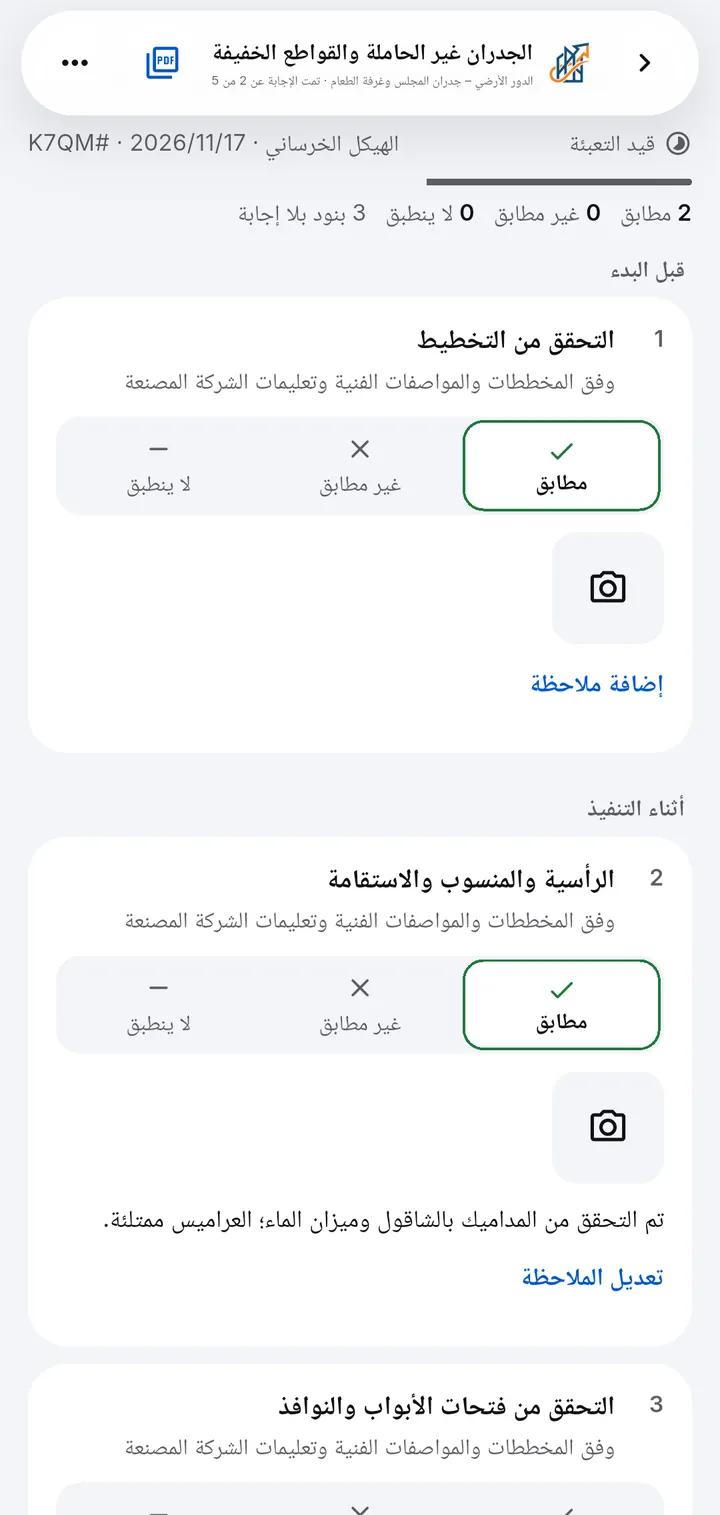 الجدران غير الحاملة والقواطع الخفيفة
الدور الأرضي – جدران المجلس وغرفة الطعام · تمت الإجابة عن 2 من 5
PDF
قيد التعبئة
الهيكل الخرساني · 2026/11/17 · #K7QM
2 مطابق 0 غير مطابق 0 لا ينطبق 3 بنود بلا إجابة
قبل البدء
1 التحقق من التخطيط
وفق المخططات والمواصفات الفنية وتعليمات الشركة المصنعة
مطابق غير مطابق لا ينطبق
إضافة ملاحظة
أثناء التنفيذ
2 الرأسية والمنسوب والاستقامة
وفق المخططات والمواصفات الفنية وتعليمات الشركة المصنعة
مطابق غير مطابق لا ينطبق
تم التحقق من المداميك بالشاقول وميزان الماء؛ العراميس ممتلئة.
تعديل الملاحظة
3 التحقق من فتحات الأبواب والنوافذ
وفق المخططات والمواصفات الفنية وتعليمات الشركة المصنعة